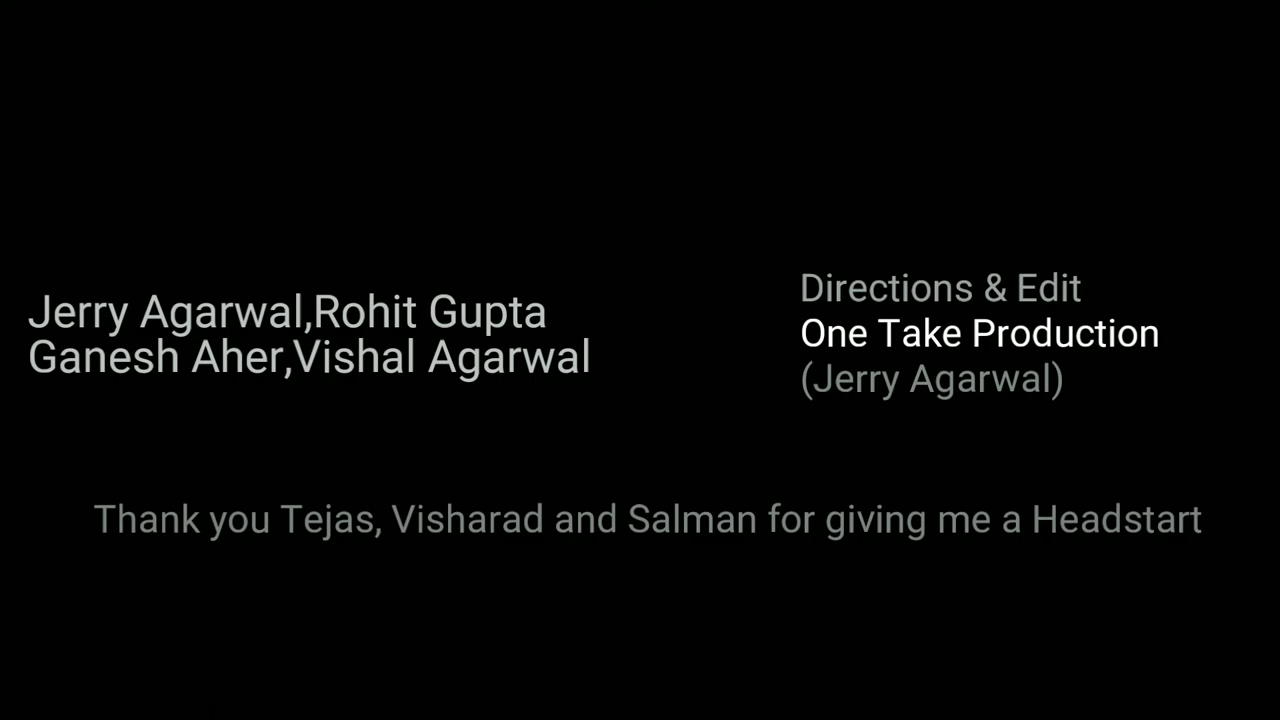 Jerry Agarwal,Rohit Gupta
Ganesh Aher,Vishal Agarwal
Directions & Edit
One Take Production
(Jerry Agarwal)
Thank you Tejas, Visharad and Salman for giving me a Headstart